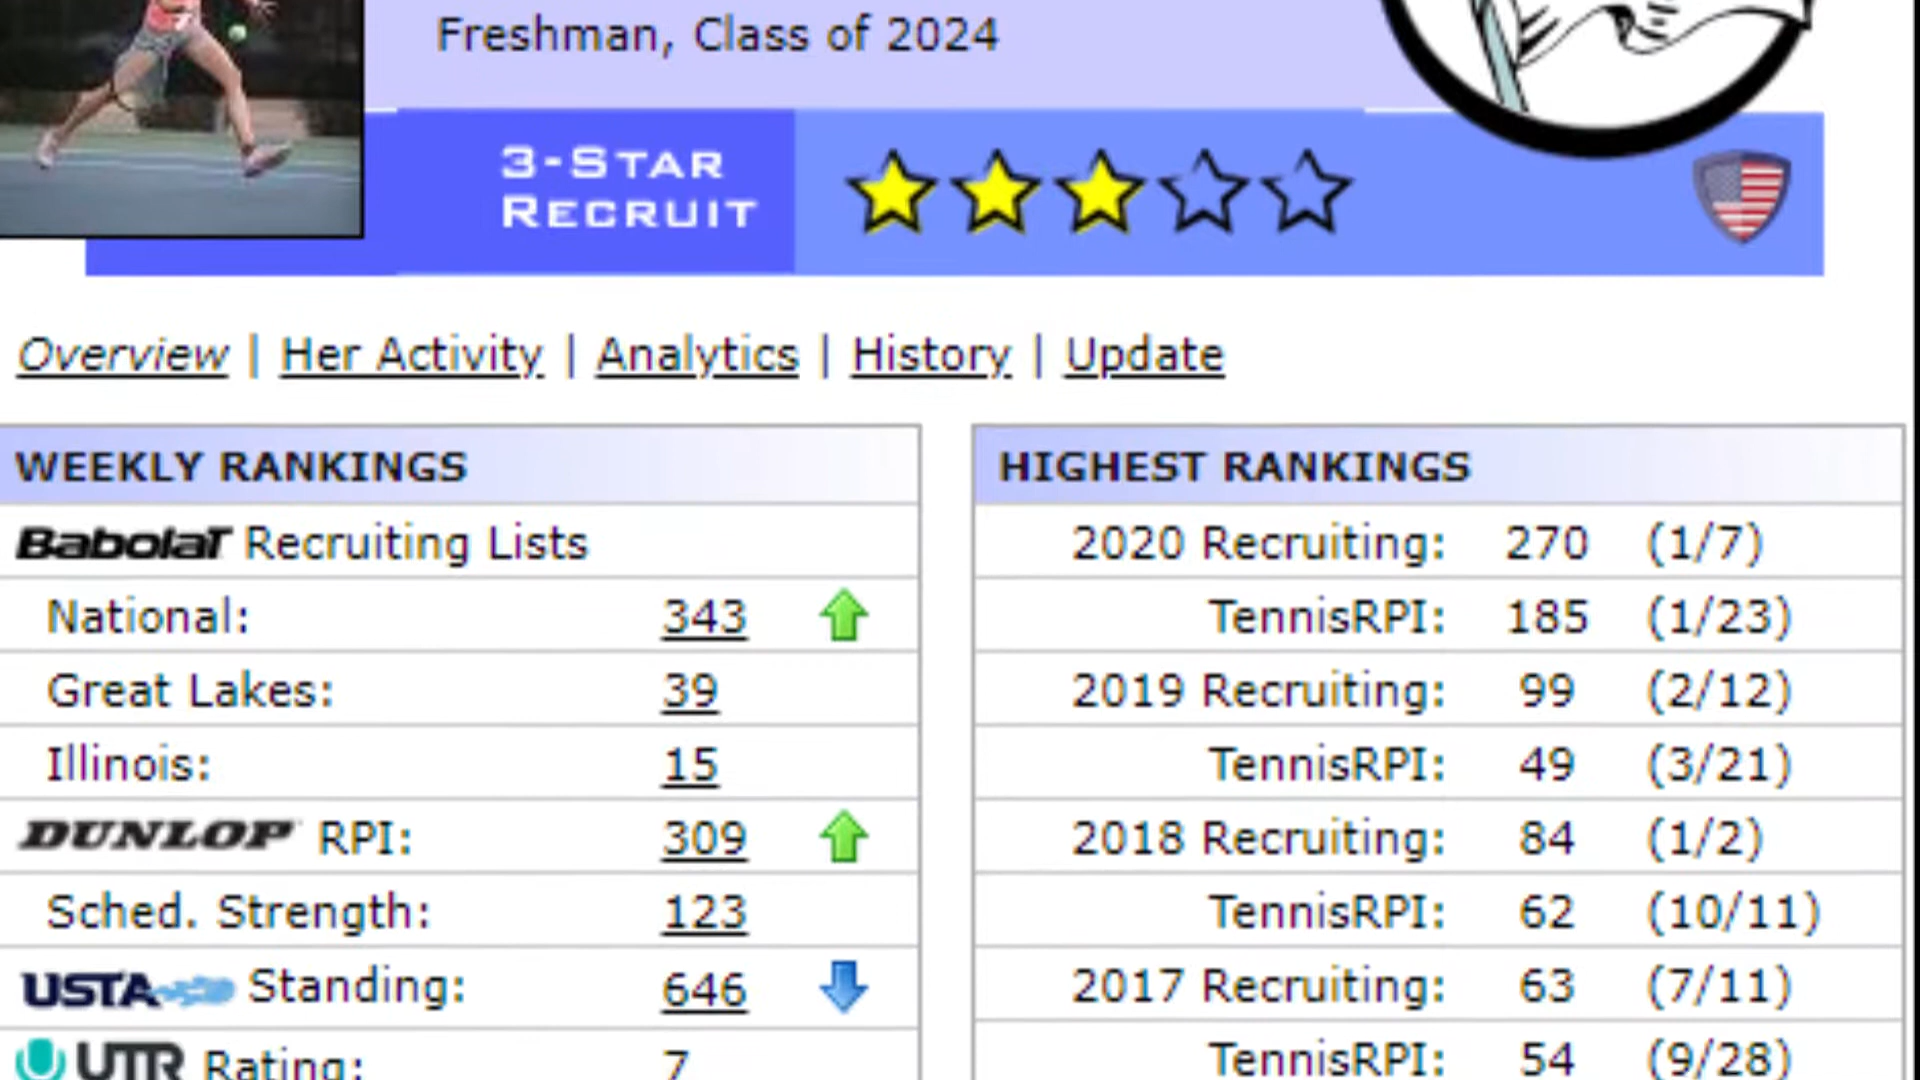 Freshman, Class of 2024
3-STAR
RECRUIT
Overview | Her Activity | Analytics | History | Update
WEEKLY RANKINGS
BabolaT Recruiting Lists
National: 343
Great Lakes: 39
Illinois: 15
DUNLOP RPI: 309
Sched. Strength: 123
USTA Standing: 646
UTR Rating: 7
HIGHEST RANKINGS
2020 Recruiting: 270 (1/7)
TennisRPI: 185 (1/23)
2019 Recruiting: 99 (2/12)
TennisRPI: 49 (3/21)
2018 Recruiting: 84 (1/2)
TennisRPI: 62 (10/11)
2017 Recruiting: 63 (7/11)
TennisRPI: 54 (9/28)